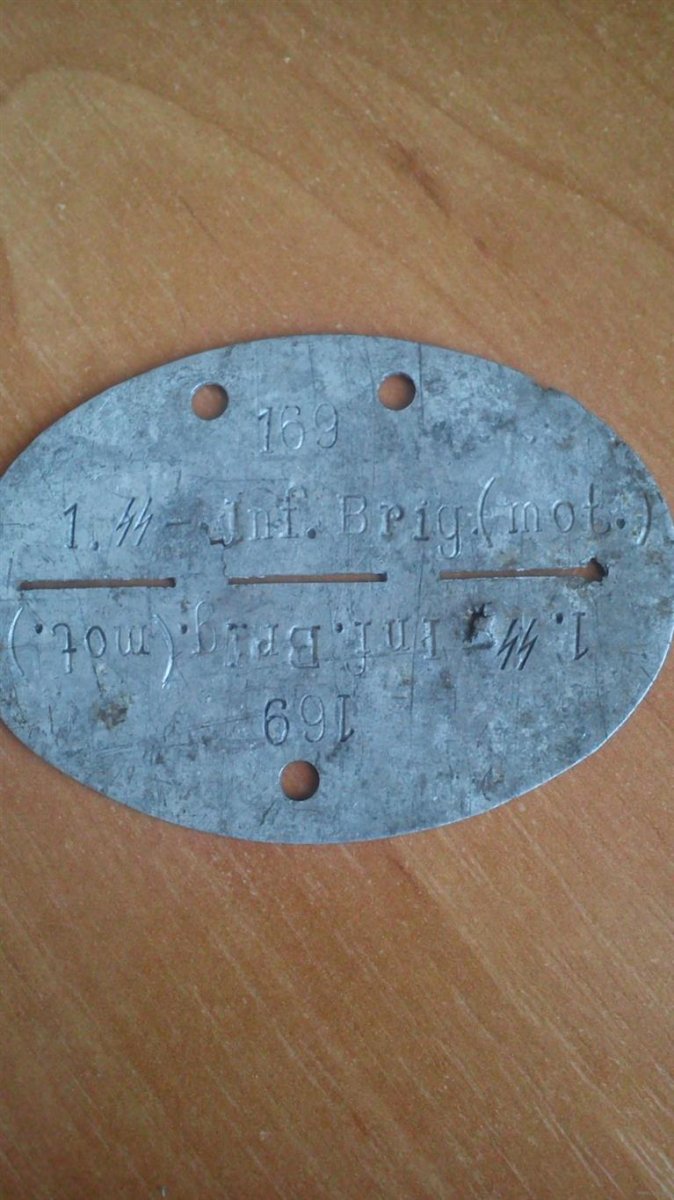 169
1. ᛋᛋ - Jnf. Brig. (mot.)
1. ᛋᛋ - Inf. Brig. (mot.)
169